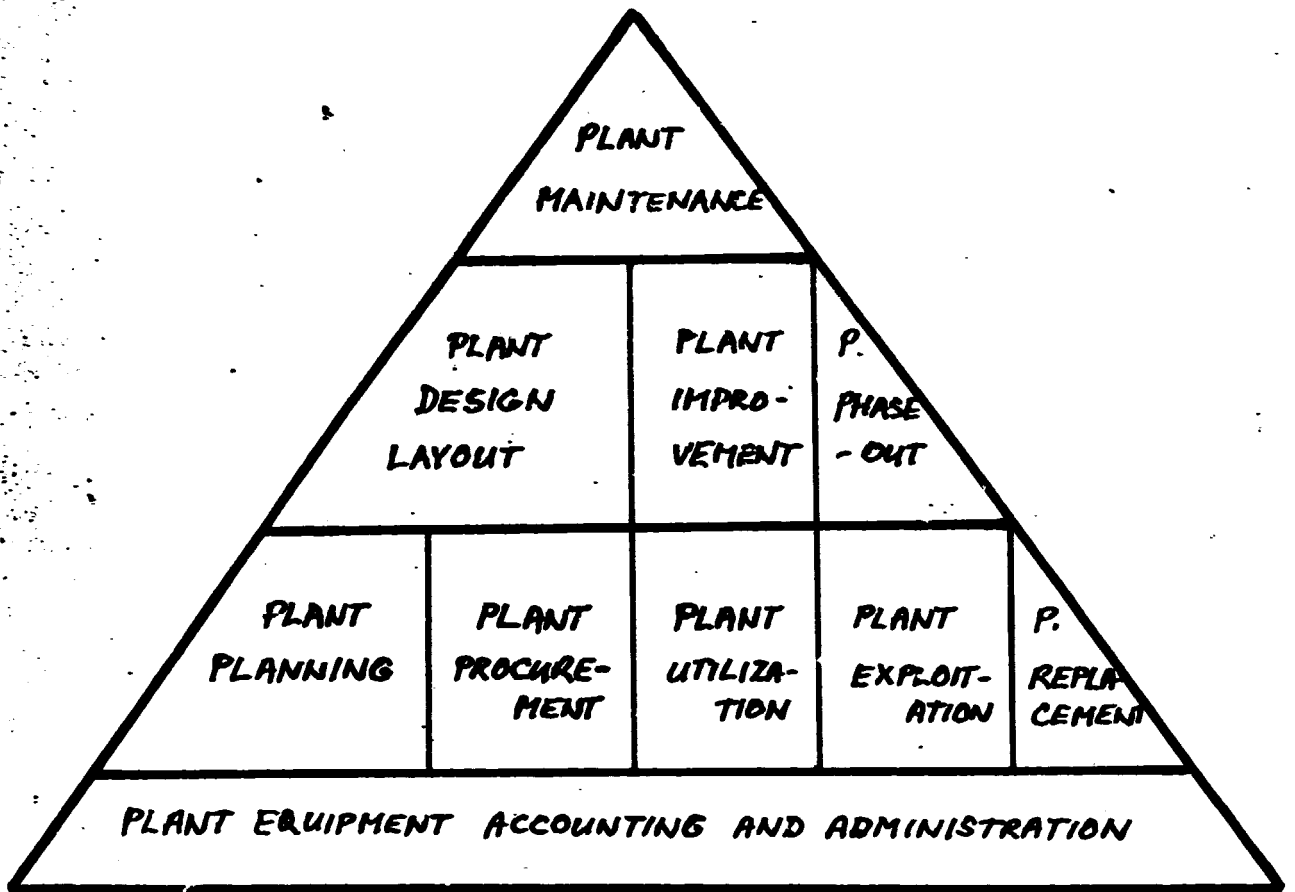 PLANT
MAINTENANCE
PLANT
DESIGN
LAYOUT
PLANT
IMPRO-
VEMENT
P.
PHASE
- OUT
PLANT
PLANNING
PLANT
PROCURE-
MENT
PLANT
UTILIZA-
TION
PLANT
EXPLOIT-
ATION
P.
REPLA
CEMENT
PLANT EQUIPMENT ACCOUNTING AND ADMINISTRATION